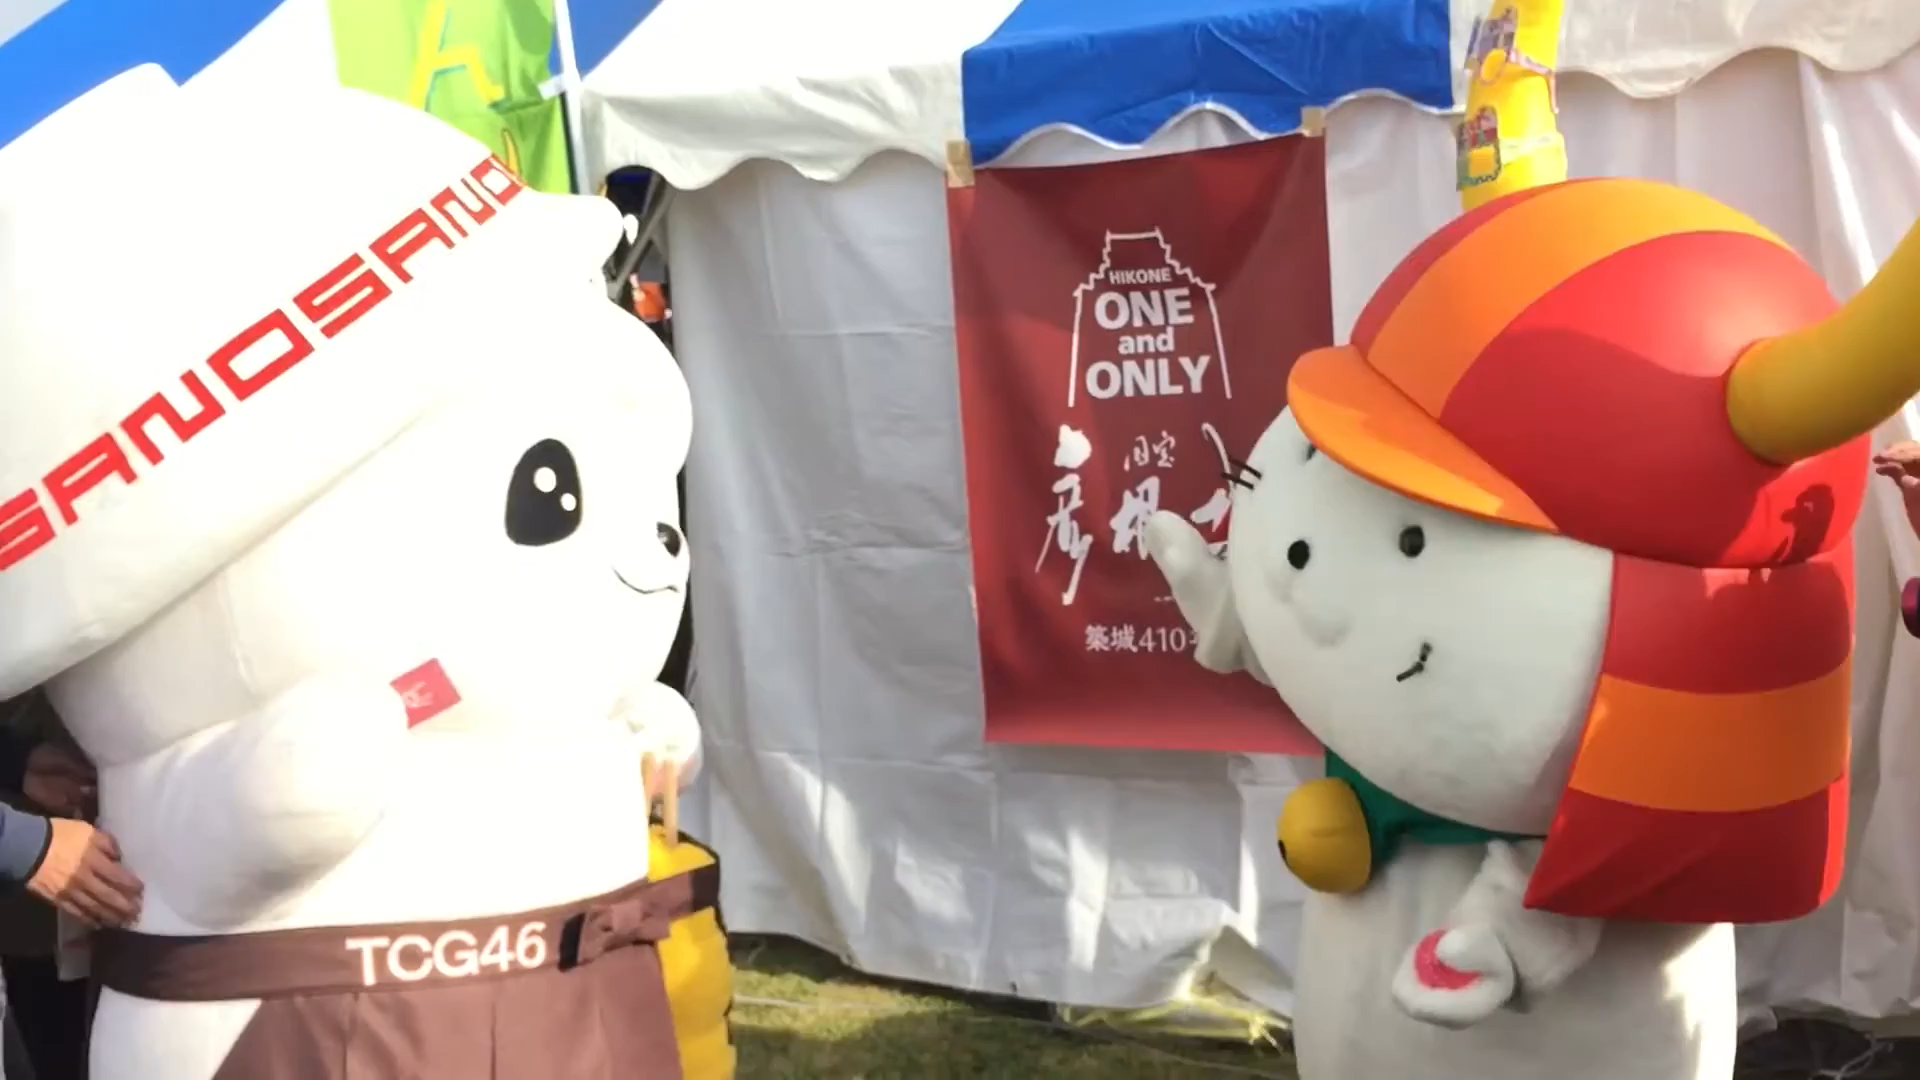 SANOSANO
HIKONE
ONE
and
ONLY
国宝
彦根
築城410
TCG46